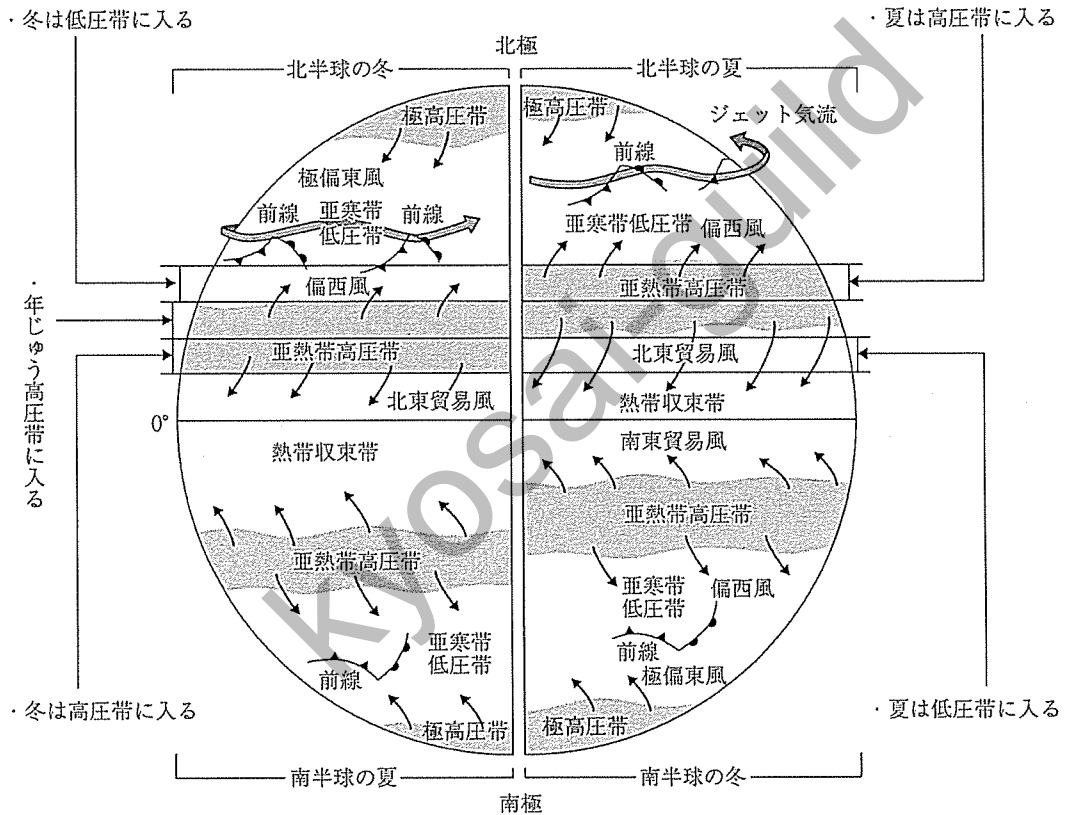 ・冬は低圧帯に入る
・夏は高圧帯に入る
北極
北半球の冬
北半球の夏
極高圧帯
極高圧帯
ジェット気流
極偏東風
前線
前線
亜寒帯
低圧帯
前線
亜寒帯低圧帯
偏西風
偏西風
亜熱帯高圧帯
・年じゅう高圧帯に入る
亜熱帯高圧帯
北東貿易風
北東貿易風
熱帯収束帯
0°
熱帯収束帯
南東貿易風
亜熱帯高圧帯
亜熱帯高圧帯
亜寒帯
低圧帯
偏西風
亜寒帯
低圧帯
前線
前線
極偏東風
極高圧帯
極高圧帯
・冬は高圧帯に入る
・夏は低圧帯に入る
南半球の夏
南半球の冬
南極
kyosai-guild